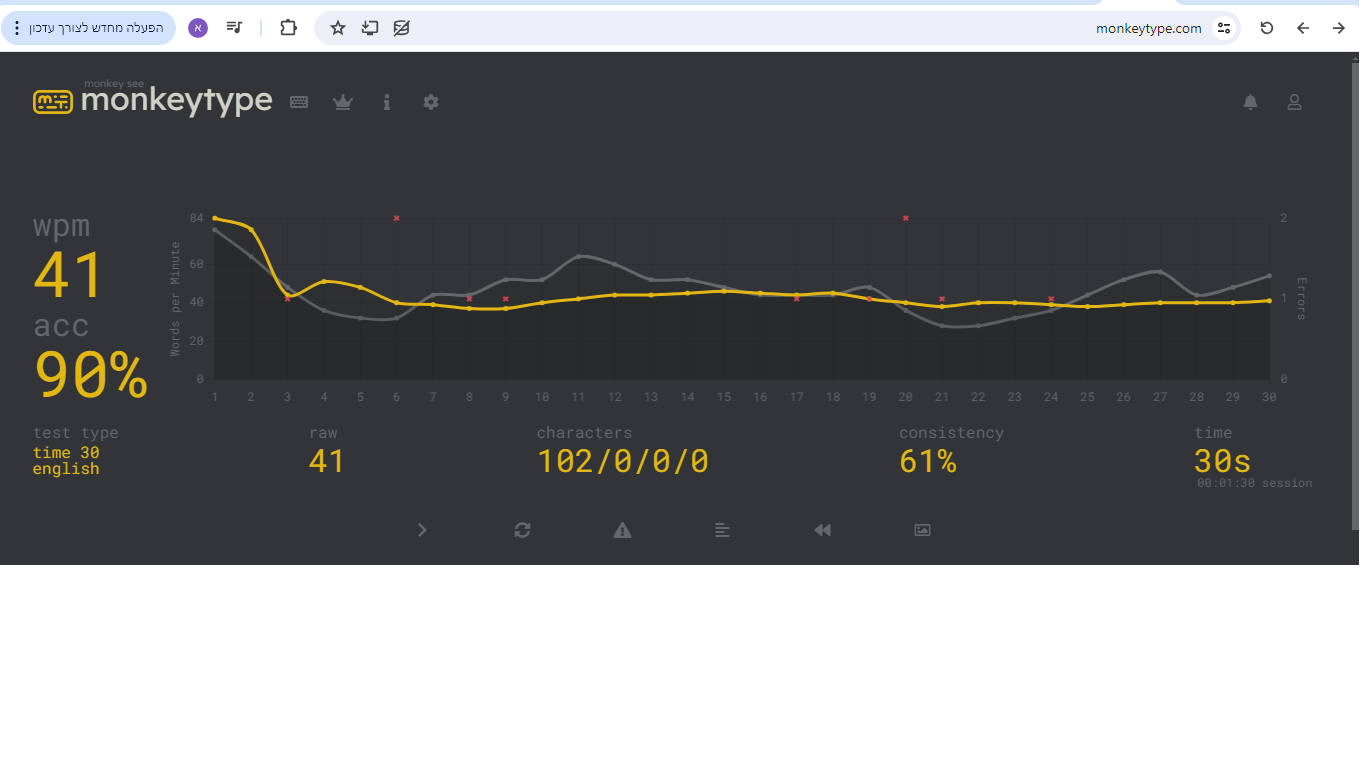 הפעלה מחדש לצורך עדכון
א
monkeytype.com
monkey see
monkeytype
wpm
41
acc
90%
Words per Minute
84
60
40
20
0
2
1
0
Errors
1 2 3 4 5 6 7 8 9 10 11 12 13 14 15 16 17 18 19 20 21 22 23 24 25 26 27 28 29 30
test type
time 30
english
raw
41
characters
102/0/0/0
consistency
61%
time
30s
00:01:30 session